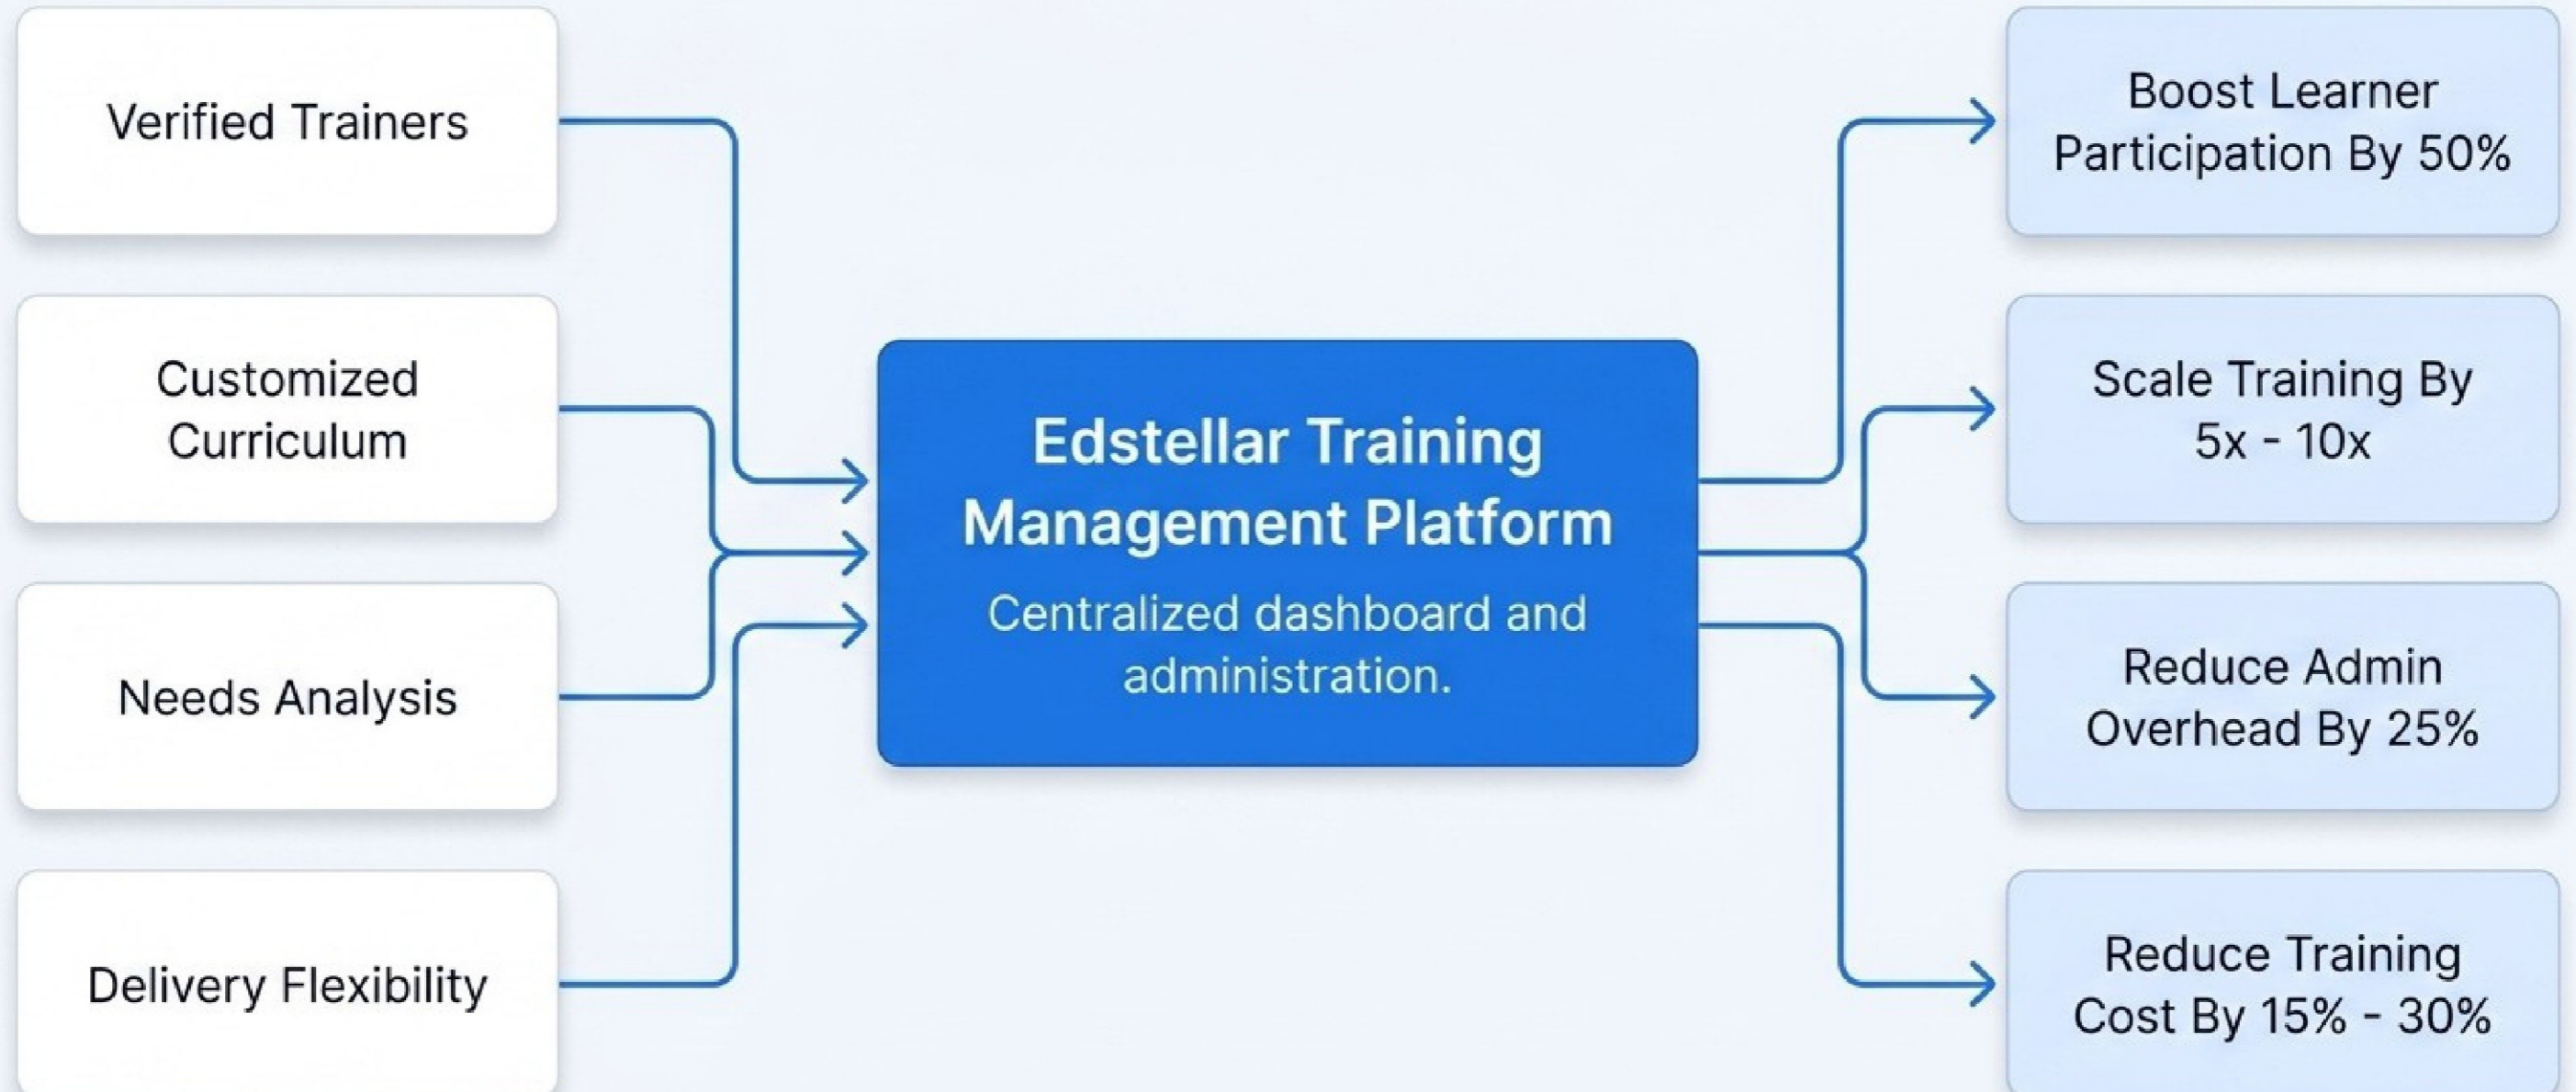 Verified Trainers
Customized
Curriculum
Needs Analysis
Delivery Flexibility
Edstellar Training
Management Platform
Centralized dashboard and
administration.
Boost Learner
Participation By 50%
Scale Training By
5x - 10x
Reduce Admin
Overhead By 25%
Reduce Training
Cost By 15% - 30%